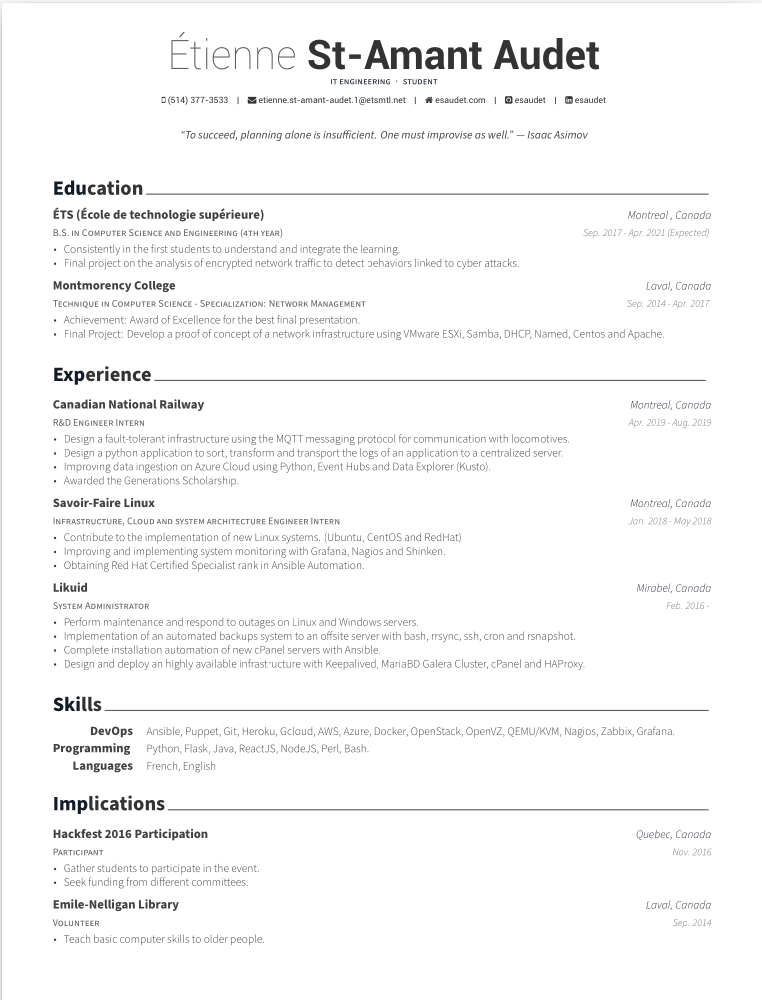 Étienne St-Amant Audet
IT ENGINEERING · STUDENT
(514) 377-3533 | etienne.st-amant-audet.1@etsmtl.net | esaudet.com | esaudet | esaudet
“To succeed, planning alone is insufficient. One must improvise as well.” — Isaac Asimov
Education
ÉTS (École de technologie supérieure) Montreal , Canada
B.S. in Computer Science and Engineering (4th year) Sep. 2017 - Apr. 2021 (Expected)
• Consistently in the first students to understand and integrate the learning.
• Final project on the analysis of encrypted network traffic to detect behaviors linked to cyber attacks.
Montmorency College Laval, Canada
Technique in Computer Science - Specialization: Network Management Sep. 2014 - Apr. 2017
• Achievement: Award of Excellence for the best final presentation.
• Final Project: Develop a proof of concept of a network infrastructure using VMware ESXi, Samba, DHCP, Named, Centos and Apache.
Experience
Canadian National Railway Montreal, Canada
R&D Engineer Intern Apr. 2019 - Aug. 2019
• Design a fault-tolerant infrastructure using the MQTT messaging protocol for communication with locomotives.
• Design a python application to sort, transform and transport the logs of an application to a centralized server.
• Improving data ingestion on Azure Cloud using Python, Event Hubs and Data Explorer (Kusto).
• Awarded the Generations Scholarship.
Savoir-Faire Linux Montreal, Canada
Infrastructure, Cloud and system architecture Engineer Intern Jan. 2018 - May 2018
• Contribute to the implementation of new Linux systems. (Ubuntu, CentOS and RedHat)
• Improving and implementing system monitoring with Grafana, Nagios and Shinken.
• Obtaining Red Hat Certified Specialist rank in Ansible Automation.
Likuid Mirabel, Canada
System Administrator Feb. 2016 -
• Perform maintenance and respond to outages on Linux and Windows servers.
• Implementation of an automated backups system to an offsite server with bash, rrsync, ssh, cron and rsnapshot.
• Complete installation automation of new cPanel servers with Ansible.
• Design and deploy an highly available infrastructure with Keepalived, MariaBD Galera Cluster, cPanel and HAProxy.
Skills
DevOps Ansible, Puppet, Git, Heroku, Gcloud, AWS, Azure, Docker, OpenStack, OpenVZ, QEMU/KVM, Nagios, Zabbix, Grafana.
Programming Python, Flask, Java, ReactJS, NodeJS, Perl, Bash.
Languages French, English
Implications
Hackfest 2016 Participation Quebec, Canada
Participant Nov. 2016
• Gather students to participate in the event.
• Seek funding from different committees.
Emile-Nelligan Library Laval, Canada
Volunteer Sep. 2014
• Teach basic computer skills to older people.